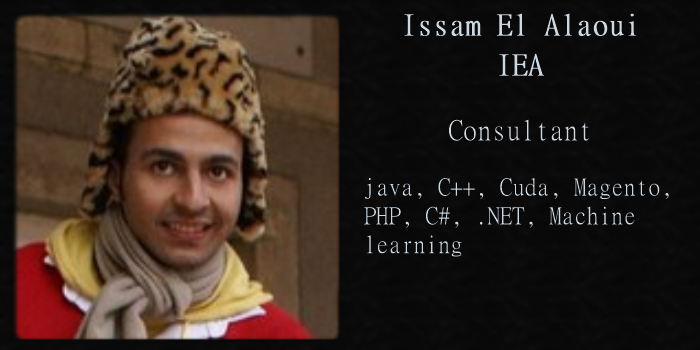 Issam El Alaoui
IEA
Consultant
java, C++, Cuda, Magento,
PHP, C#, .NET, Machine
learning